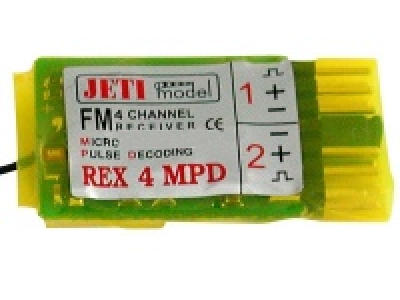 JETI model
FM 4 CHANNEL
RECEIVER CE
MICRO
PULSE DECODING
REX 4 MPD
1 + −
− + 2